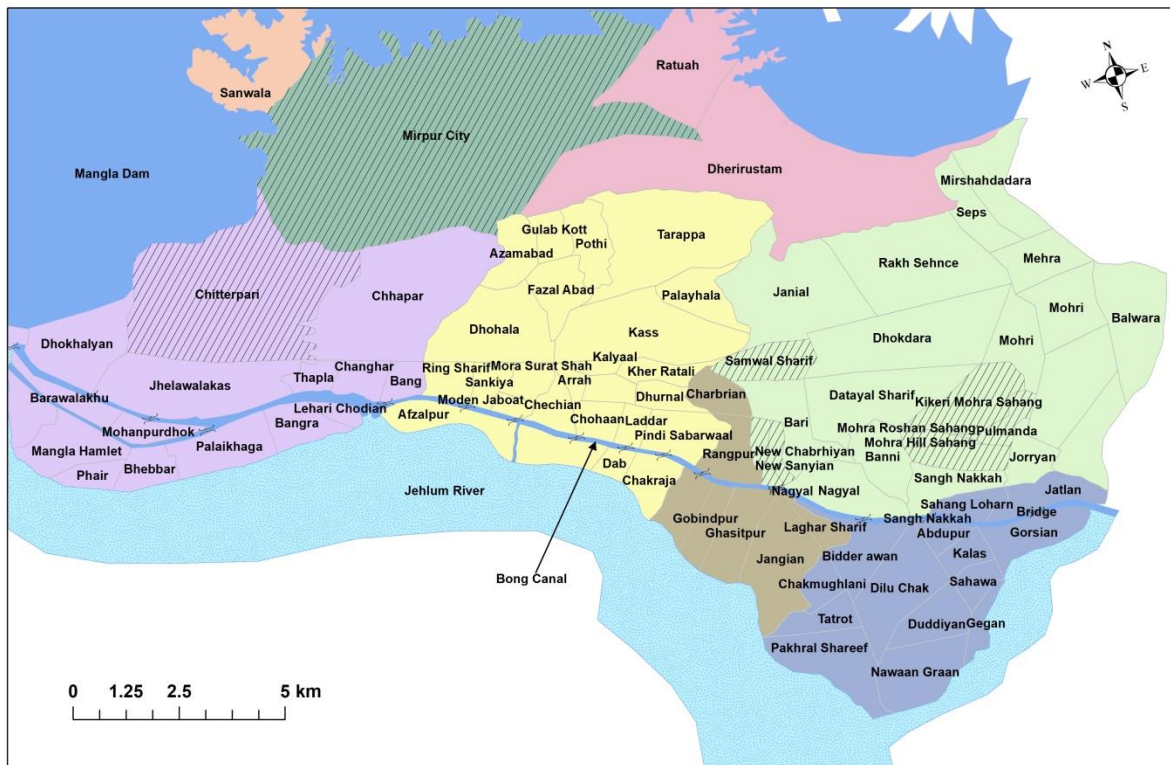 N
W
E
S
Ratuah
Sanwala
Mirpur City
Mangla Dam
Dherirustam
Mirshahdadara
Seps
Gulab Kott
Tarappa
Pothi
Azamabad
Mehra
Rakh Sehnce
Chitterpari
Chhapar
Fazal Abad
Palayhala
Janial
Mohri
Balwara
Dhohala
Kass
Dhokdara
Mohri
Dhokhalyan
Kalyaal
Samwal Sharif
Changhar
Ring Sharif
Mora Surat Shah
Kher Ratali
Thapla
Bang
Sankiya
Arrah
Jhelawalakas
Barawalakhu
Moden Jaboat
Chechian
Dhurnal
Charbrian
Datayal Sharif
Kikeri Mohra Sahang
Lehari Chodian
Afzalpur
Chohaan
Laddar
Bari
Bangra
Mohra Roshan Sahang
Pulmanda
Mohanpurdhok
Pindi Sabarwaal
Mohra Hill Sahang
Mangla Hamlet
Palaikhaga
Rangpur
New Chabrhiyan
Banni
Jorryan
Phair
Bhebbar
Dab
New Sanyian
Chakraja
Sangh Nakkah
Jehlum River
Nagyal
Nagyal
Jatlan
Sahang Loharn
Bridge
Gobindpur
Laghar Sharif
Sangh Nakkah
Ghasitpur
Abdupur
Gorsian
Jangian
Bidder awan
Kalas
Bong Canal
Chakmughlani
Dilu Chak
Sahawa
Tatrot
Duddiyan
Gegan
Pakhral Shareef
Nawaan Graan
0 1.25 2.5 5 km